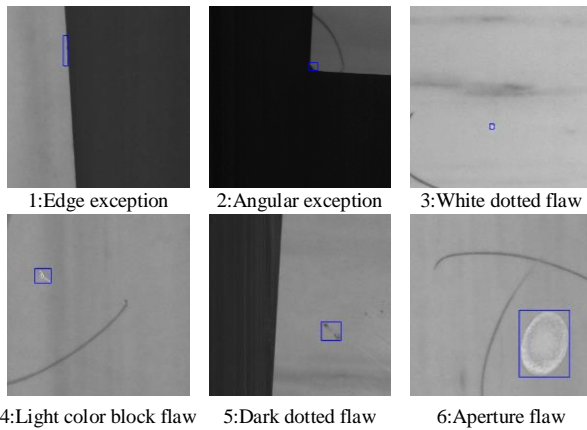 1:Edge exception
2:Angular exception
3:White dotted flaw
4:Light color block flaw
5:Dark dotted flaw
6:Aperture flaw